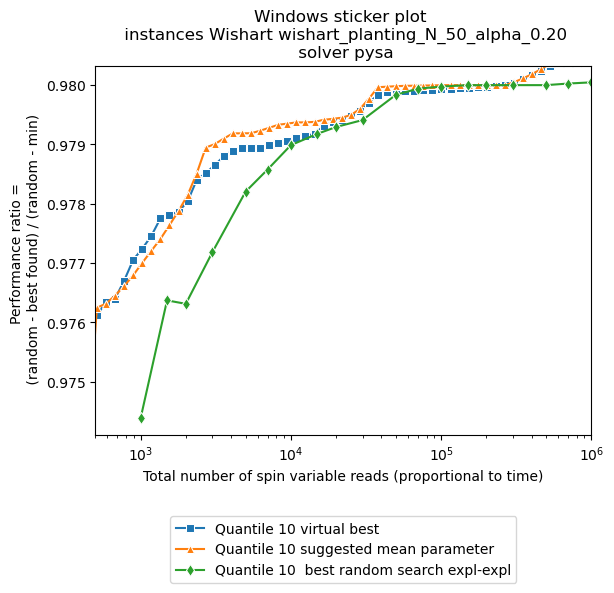 Windows sticker plot
instances Wishart wishart_planting_N_50_alpha_0.20
solver pysa
Performance ratio =
(random - best found) / (random - min)
0.980
0.979
0.978
0.977
0.976
0.975
10³
10⁴
10⁵
10⁶
Total number of spin variable reads (proportional to time)
Quantile 10 virtual best
Quantile 10 suggested mean parameter
Quantile 10  best random search expl-expl